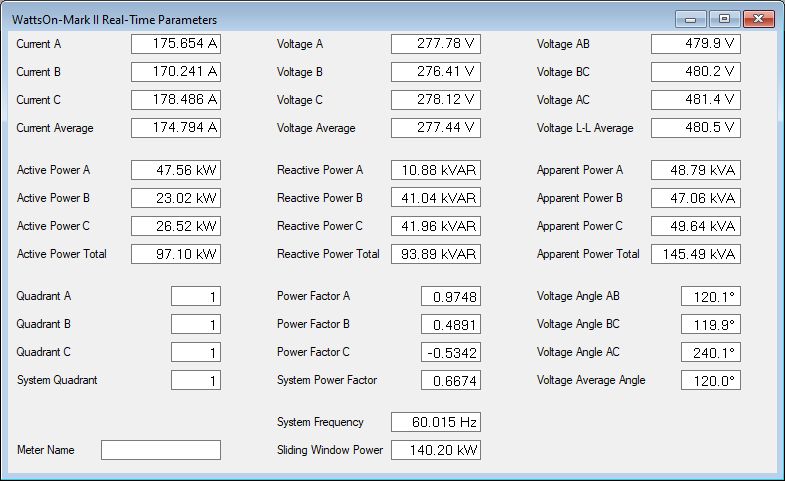 WattsOn-Mark II Real-Time Parameters
Current A 175.654 A Voltage A 277.78 V Voltage AB 479.9 V
Current B 170.241 A Voltage B 276.41 V Voltage BC 480.2 V
Current C 178.486 A Voltage C 278.12 V Voltage AC 481.4 V
Current Average 174.794 A Voltage Average 277.44 V Voltage L-L Average 480.5 V
Active Power A 47.56 kW Reactive Power A 10.88 kVAR Apparent Power A 48.79 kVA
Active Power B 23.02 kW Reactive Power B 41.04 kVAR Apparent Power B 47.06 kVA
Active Power C 26.52 kW Reactive Power C 41.96 kVAR Apparent Power C 49.64 kVA
Active Power Total 97.10 kW Reactive Power Total 93.89 kVAR Apparent Power Total 145.49 kVA
Quadrant A 1 Power Factor A 0.9748 Voltage Angle AB 120.1°
Quadrant B 1 Power Factor B 0.4891 Voltage Angle BC 119.9°
Quadrant C 1 Power Factor C -0.5342 Voltage Angle AC 240.1°
System Quadrant 1 System Power Factor 0.6674 Voltage Average Angle 120.0°
System Frequency 60.015 Hz
Meter Name Sliding Window Power 140.20 kW